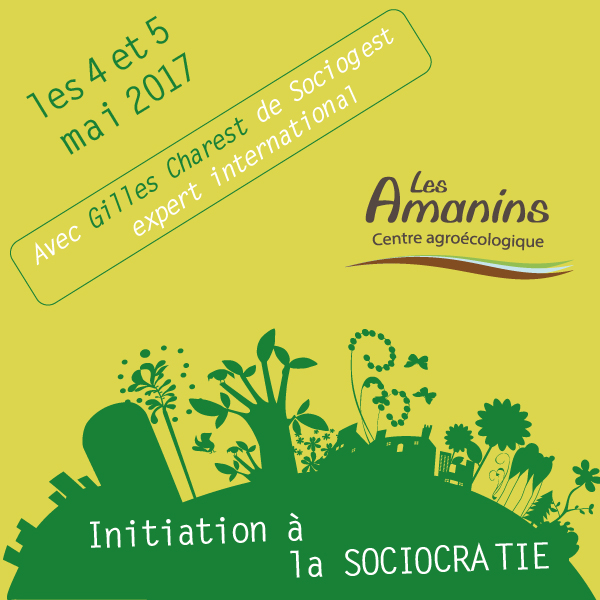 les 4 et 5
mai 2017
Avec Gilles Charest de Sociogest
expert international
Les
Amanins
Centre agroécologique
Initiation à
la SOCIOCRATIE